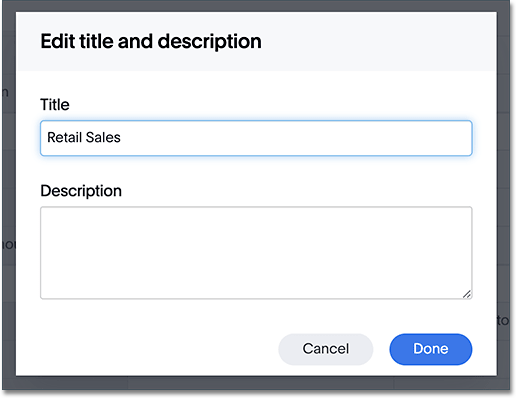 Edit title and description
Title
Retail Sales
Description
Cancel
Done